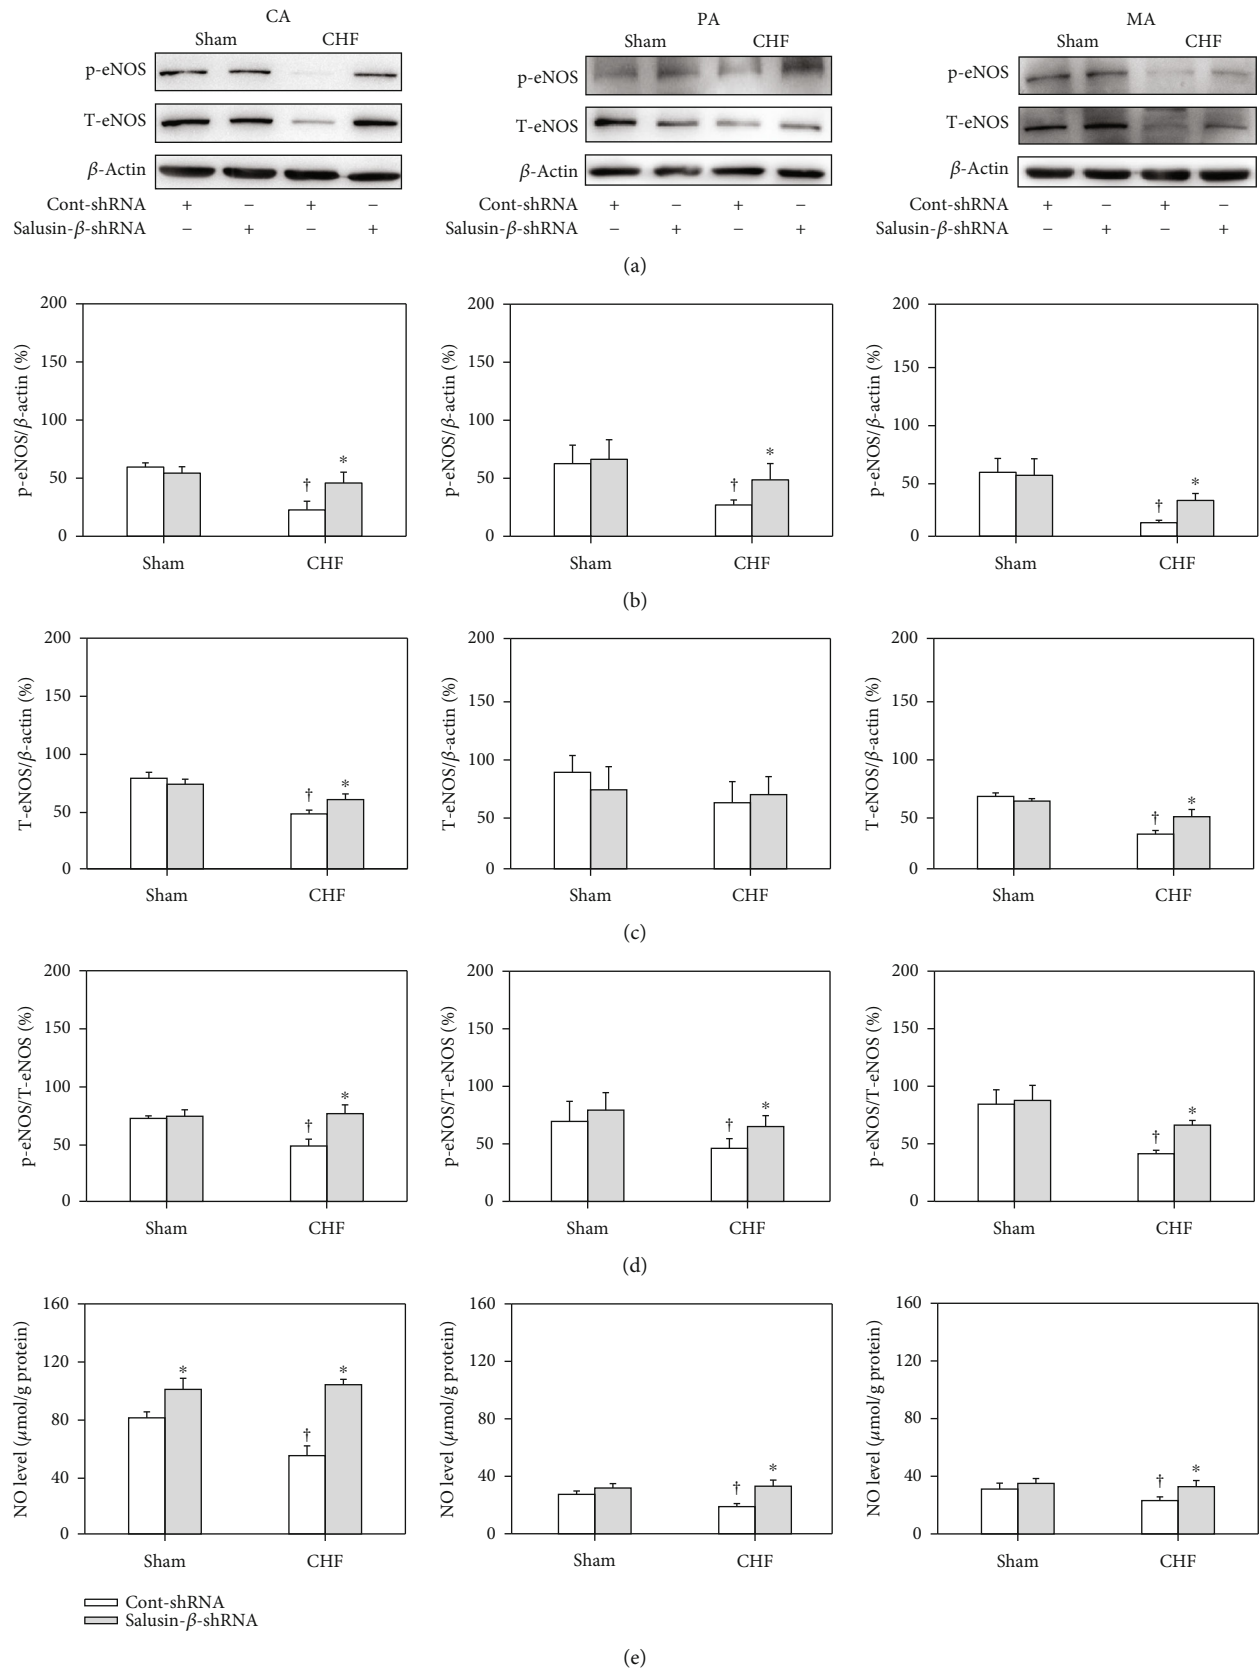 CA
Sham CHF
p-eNOS
T-eNOS
β-Actin
Cont-shRNA + − + −
Salusin-β-shRNA − + − +
PA
Sham CHF
p-eNOS
T-eNOS
β-Actin
Cont-shRNA + − + −
Salusin-β-shRNA − + − +
MA
Sham CHF
p-eNOS
T-eNOS
β-Actin
Cont-shRNA + − + −
Salusin-β-shRNA − + − +
(a)
p-eNOS/β-actin (%)
200
150
100
50
0
† *
Sham CHF
p-eNOS/β-actin (%)
200
150
100
50
0
† *
Sham CHF
p-eNOS/β-actin (%)
200
150
100
50
0
† *
Sham CHF
(b)
T-eNOS/β-actin (%)
200
150
100
50
0
† *
Sham CHF
T-eNOS/β-actin (%)
200
150
100
50
0
Sham CHF
T-eNOS/β-actin (%)
200
150
100
50
0
† *
Sham CHF
(c)
p-eNOS/T-eNOS (%)
200
150
100
50
0
† *
Sham CHF
p-eNOS/T-eNOS (%)
200
150
100
50
0
† *
Sham CHF
p-eNOS/T-eNOS (%)
200
150
100
50
0
† *
Sham CHF
(d)
NO level (μmol/g protein)
160
120
80
40
0
* † *
Sham CHF
NO level (μmol/g protein)
160
120
80
40
0
† *
Sham CHF
NO level (μmol/g protein)
160
120
80
40
0
† *
Sham CHF
Cont-shRNA
Salusin-β-shRNA
(e)